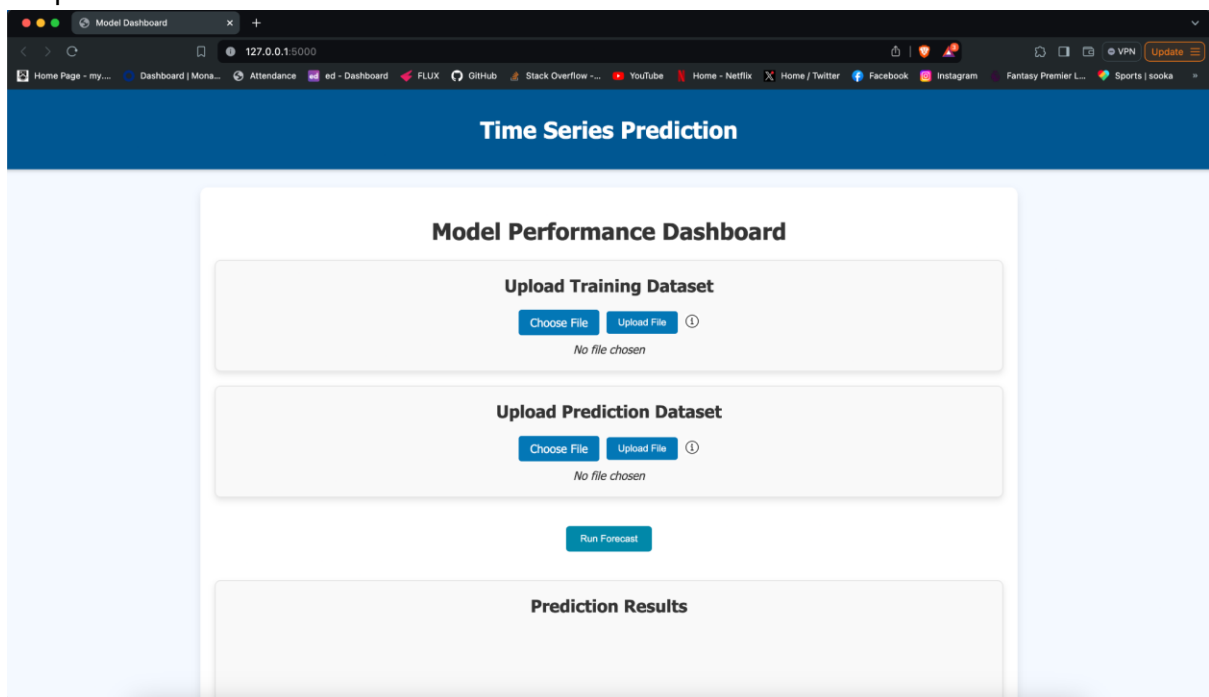 Model Dashboard
127.0.0.1:5000
VPN
Update
Home Page - my....
Dashboard | Mona...
Attendance
ed
ed - Dashboard
FLUX
GitHub
Stack Overflow -...
YouTube
Home - Netflix
Home / Twitter
Facebook
Instagram
Fantasy Premier L...
Sports | sooka
Time Series Prediction
Model Performance Dashboard
Upload Training Dataset
Choose File
Upload File
No file chosen
Upload Prediction Dataset
Choose File
Upload File
No file chosen
Run Forecast
Prediction Results